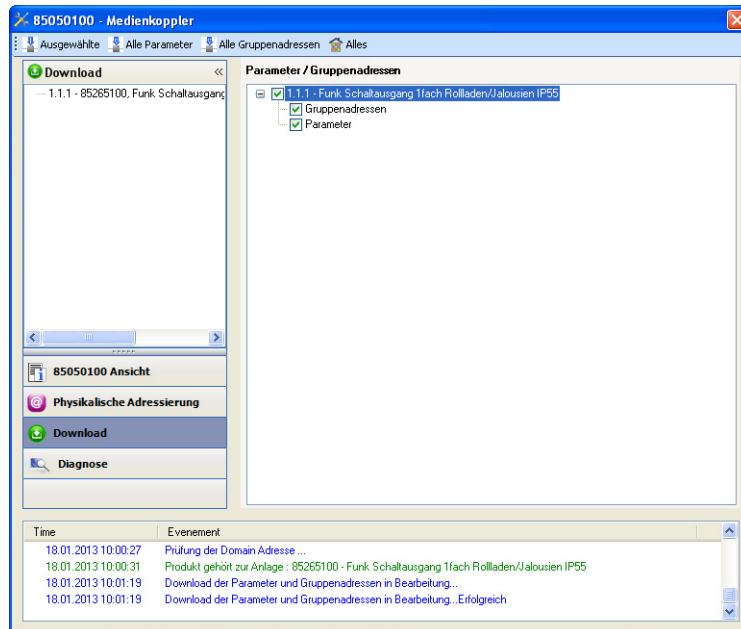 85050100 - Medienkoppler
Ausgewählte Alle Parameter Alle Gruppenadressen Alles
Download «
1.1.1 - 85265100, Funk Schaltausgang
85050100 Ansicht
Physikalische Adressierung
Download
Diagnose
Parameter / Gruppenadressen
1.1.1 - Funk Schaltausgang 1fach Rollladen/Jalousien IP55
Gruppenadressen
Parameter
Time Evenement
18.01.2013 10:00:27 Prüfung der Domain Adresse ...
18.01.2013 10:00:31 Produkt gehört zur Anlage : 85265100 - Funk Schaltausgang 1fach Rollladen/Jalousien IP55
18.01.2013 10:01:19 Download der Parameter und Gruppenadressen in Bearbeitung...
18.01.2013 10:01:19 Download der Parameter und Gruppenadressen in Bearbeitung...Erfolgreich